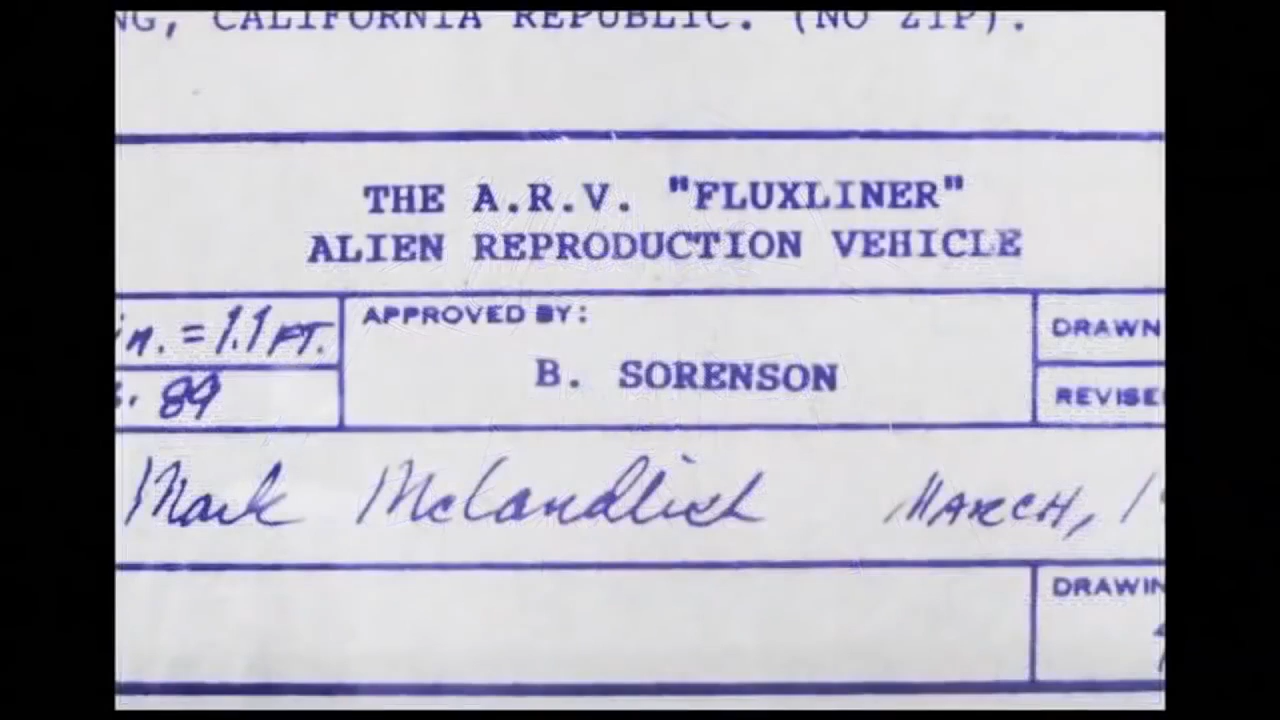 NG, CALIFORNIA REPUBLIC. (NO ZIP).
THE A.R.V. "FLUXLINER"
ALIEN REPRODUCTION VEHICLE
in. = 1.1 FT.
APPROVED BY:
DRAWN
B. SORENSON
89
REVISE
Mark McCandlish MARCH, 1
DRAWIN